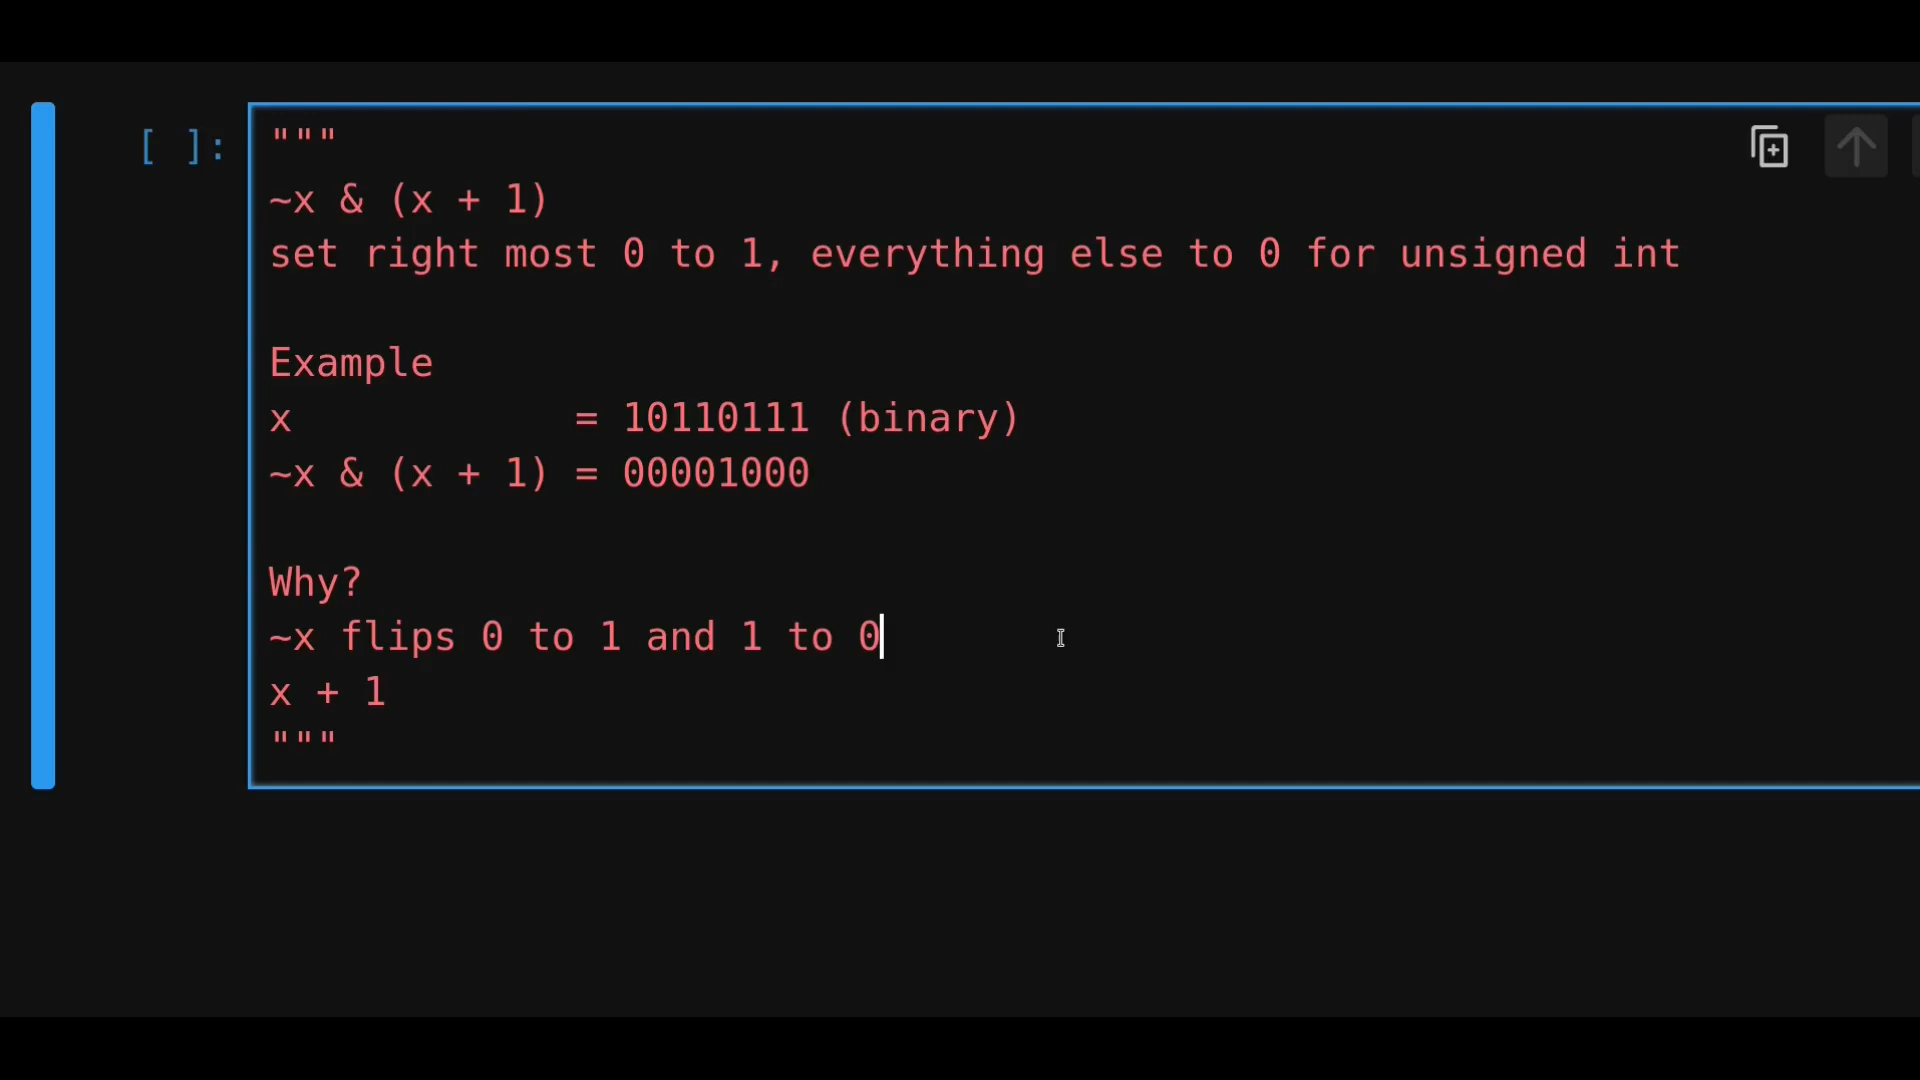 [ ]:
"""
~x & (x + 1)
set right most 0 to 1, everything else to 0 for unsigned int
Example
x            = 10110111 (binary)
~x & (x + 1) = 00001000
Why?
~x flips 0 to 1 and 1 to 0
x + 1
"""